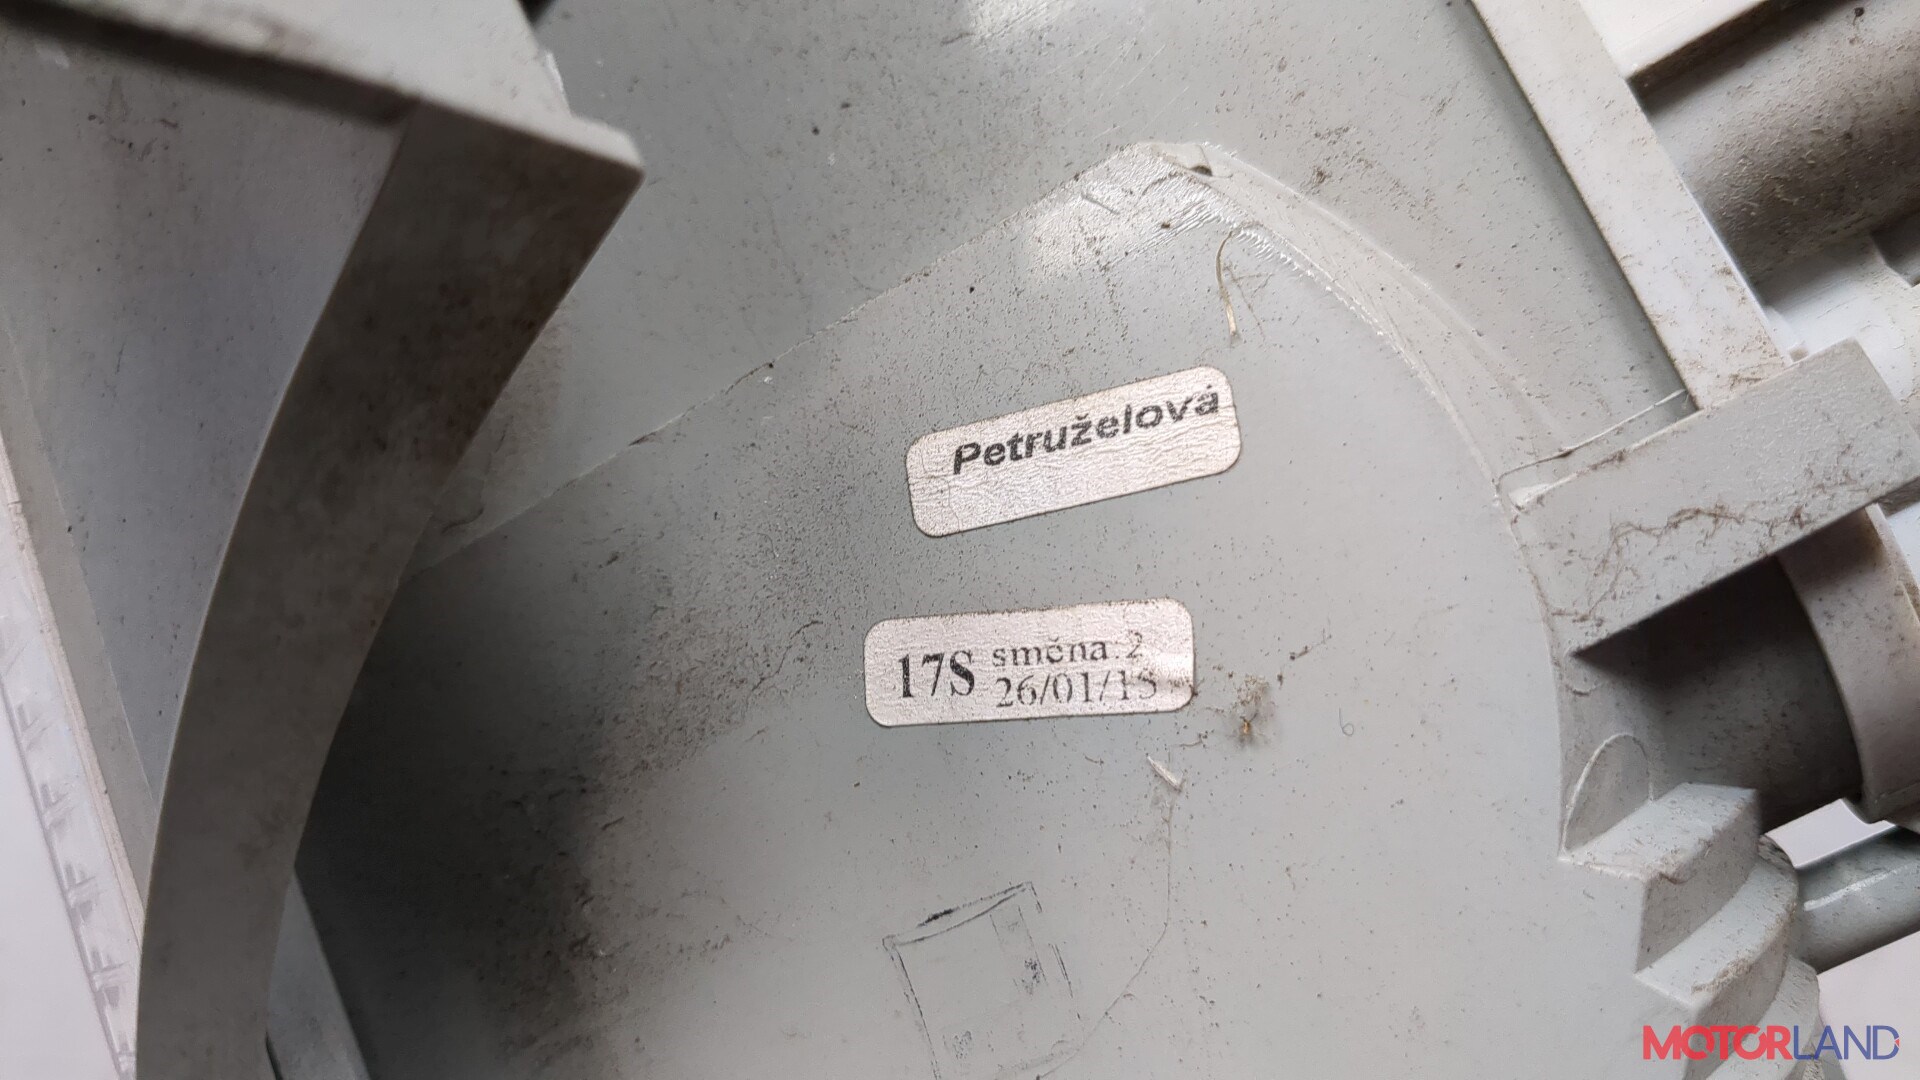 Petruželová
17S směna:2
26/01/15
MOTORLAND